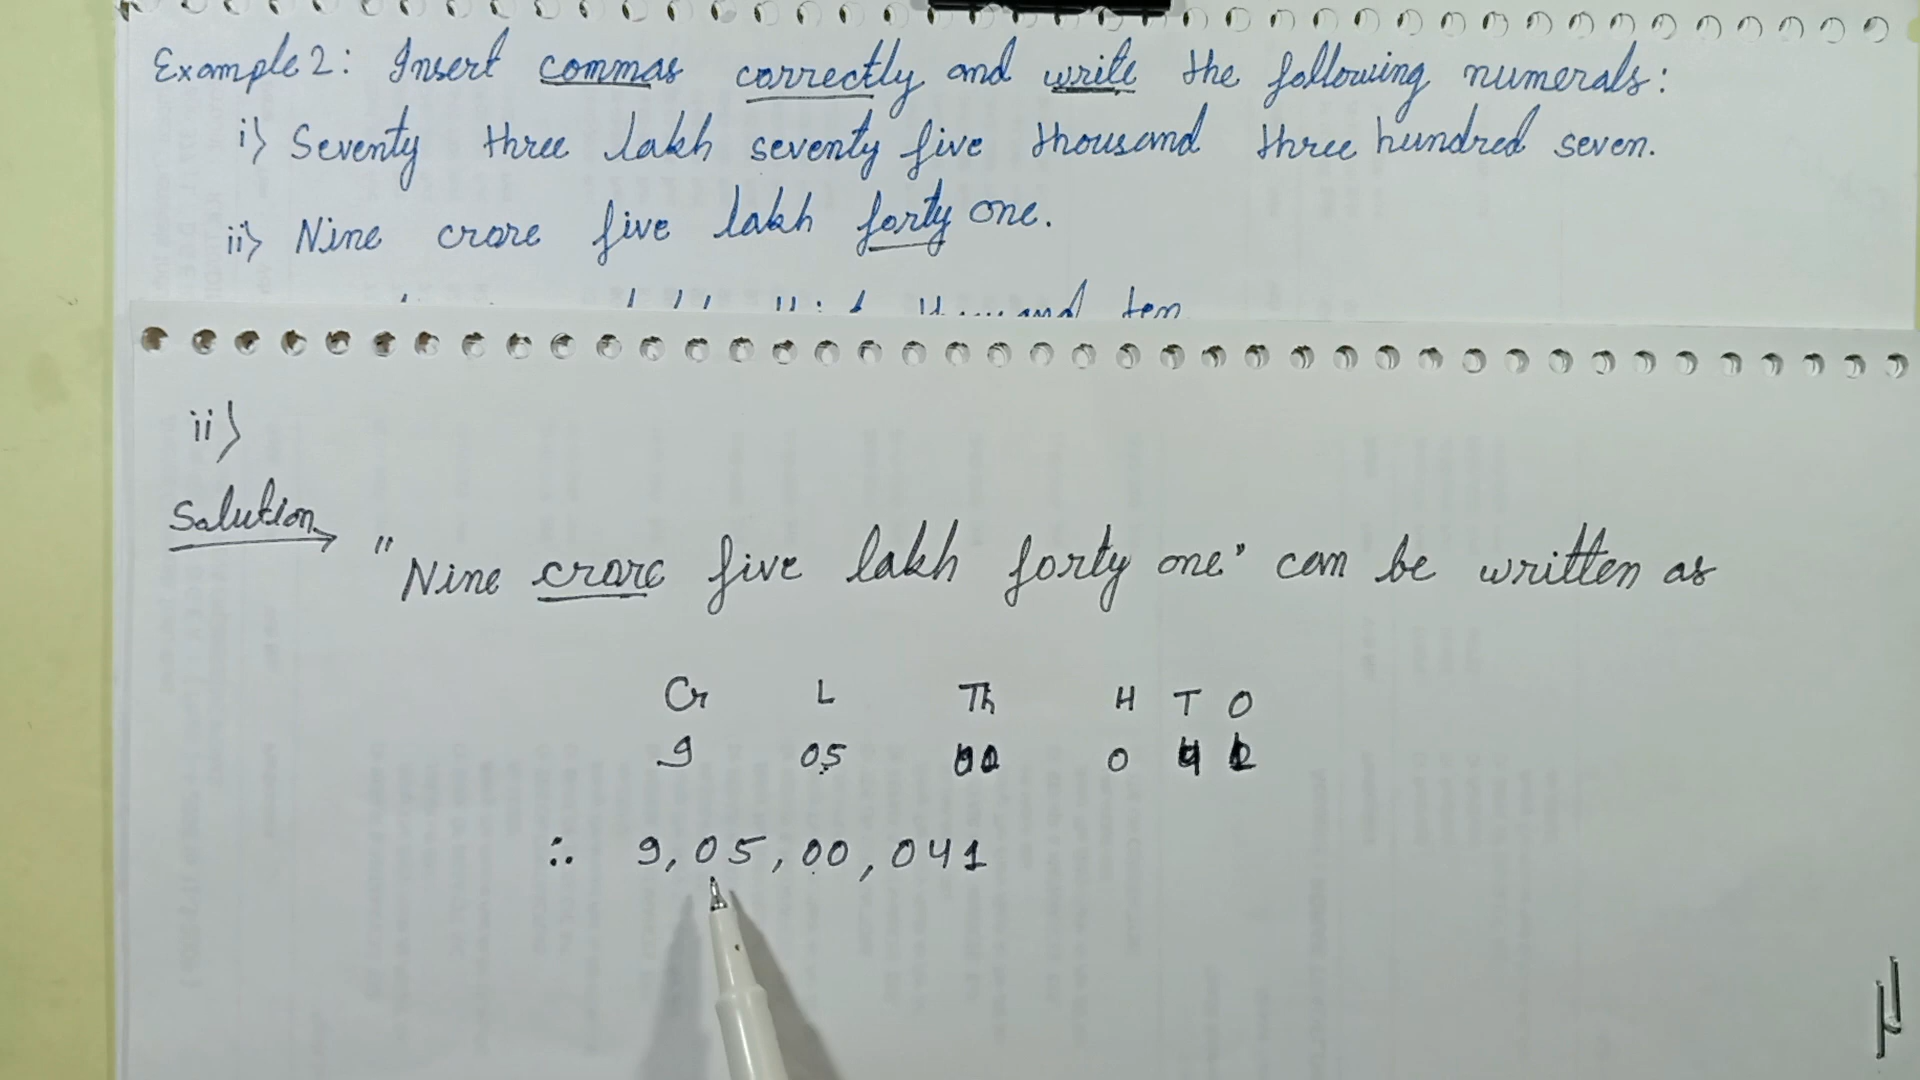 Example 2: Insert commas correctly and write the following numerals:
i) Seventy three lakh seventy five thousand three hundred seven.
ii) Nine crore five lakh forty one.
ten
ii)
Solution
"Nine crore five lakh forty one" can be written as
Cr L Th H T O
9 05 00 0 4 1
∴ 9,05,00,041